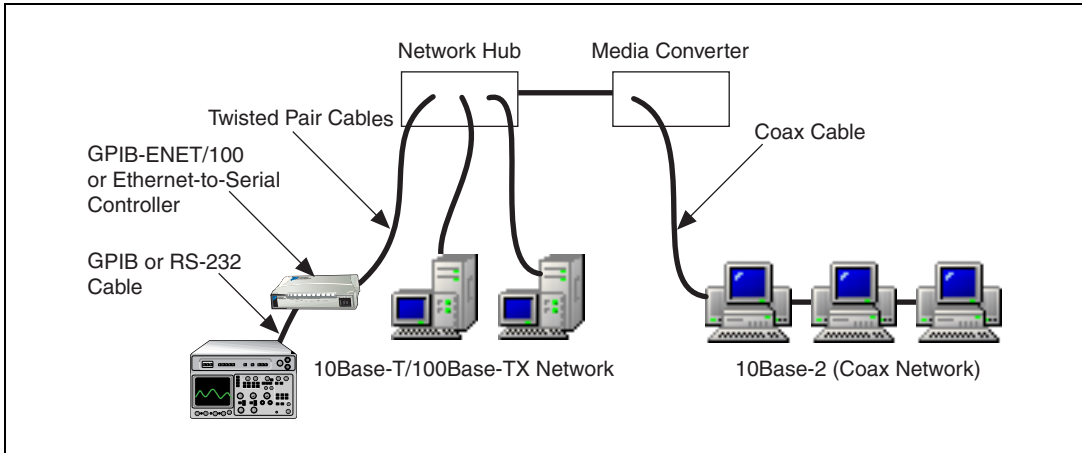 Network Hub
Media Converter
Twisted Pair Cables
Coax Cable
GPIB-ENET/100
or Ethernet-to-Serial
Controller
GPIB or RS-232
Cable
10Base-T/100Base-TX Network
10Base-2 (Coax Network)